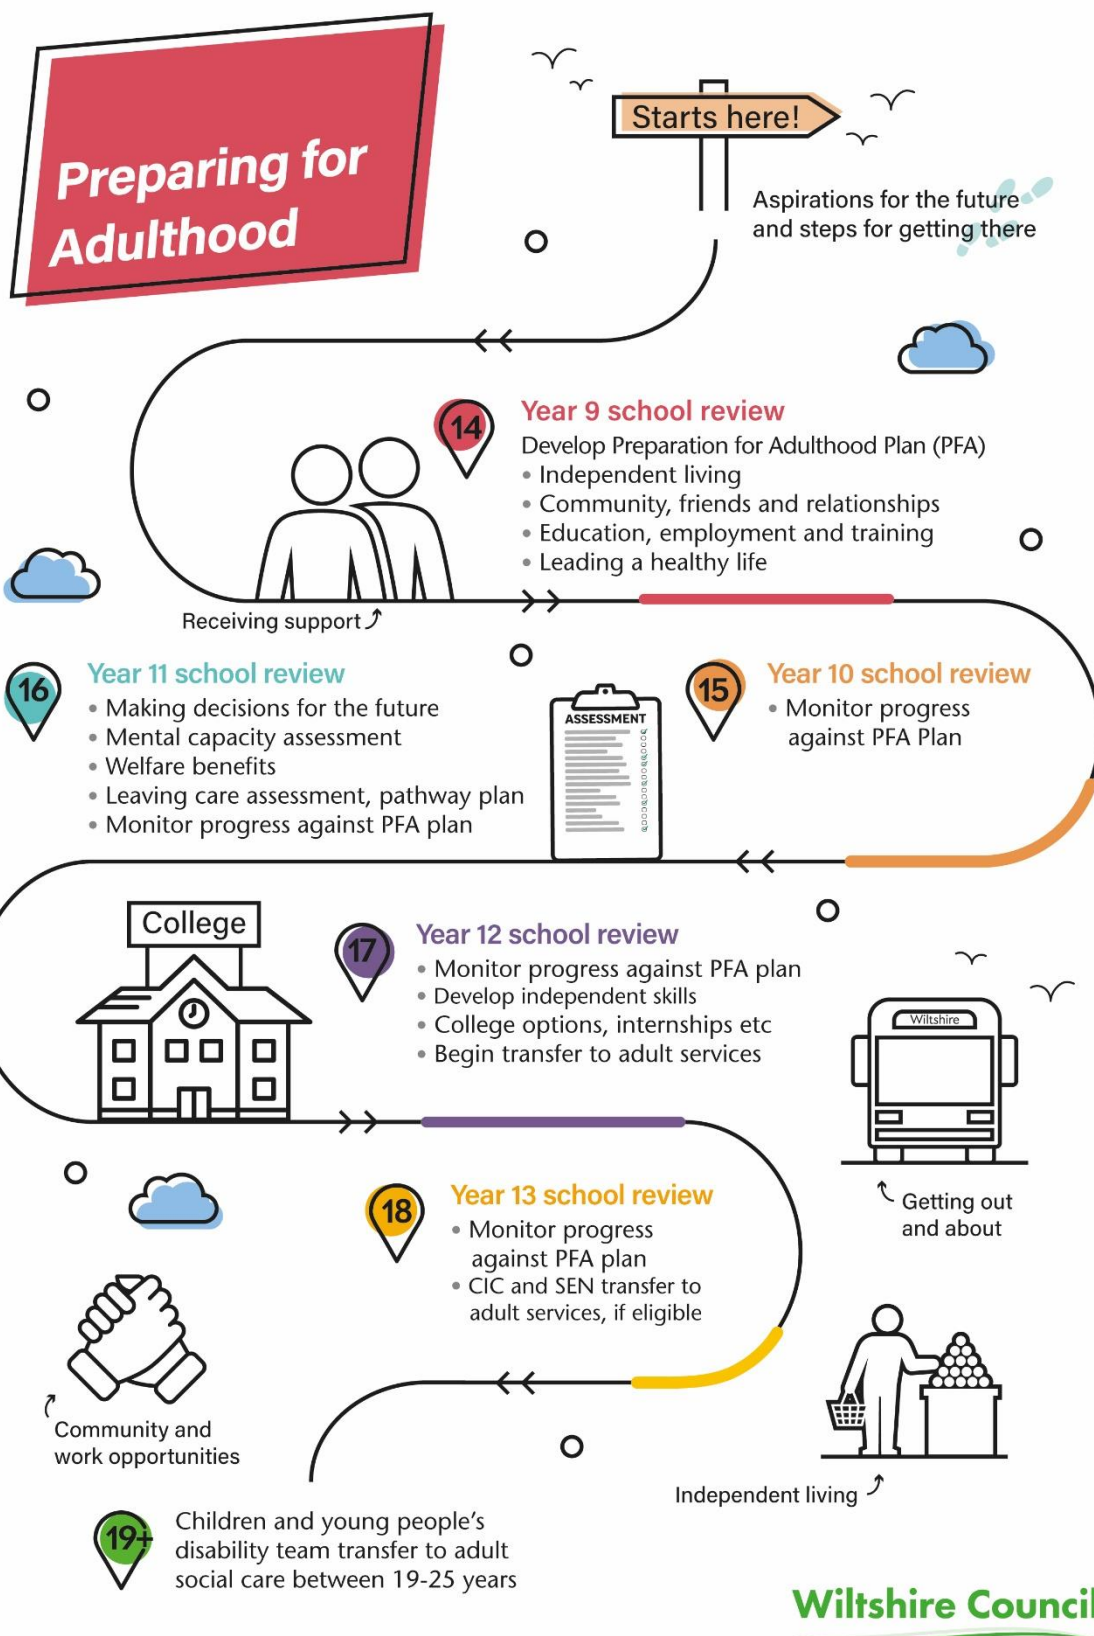 Preparing for
Adulthood
Starts here!
Aspirations for the future
and steps for getting there
14
Year 9 school review
Develop Preparation for Adulthood Plan (PFA)
• Independent living
• Community, friends and relationships
• Education, employment and training
• Leading a healthy life
Receiving support
15
Year 10 school review
• Monitor progress
against PFA Plan
16
Year 11 school review
• Making decisions for the future
• Mental capacity assessment
• Welfare benefits
• Leaving care assessment, pathway plan
• Monitor progress against PFA plan
ASSESSMENT
College
17
Year 12 school review
• Monitor progress against PFA plan
• Develop independent skills
• College options, internships etc
• Begin transfer to adult services
Wiltshire
Getting out
and about
18
Year 13 school review
• Monitor progress
against PFA plan
• CIC and SEN transfer to
adult services, if eligible
Community and
work opportunities
Independent living
19+
Children and young people's
disability team transfer to adult
social care between 19-25 years
Wiltshire Council